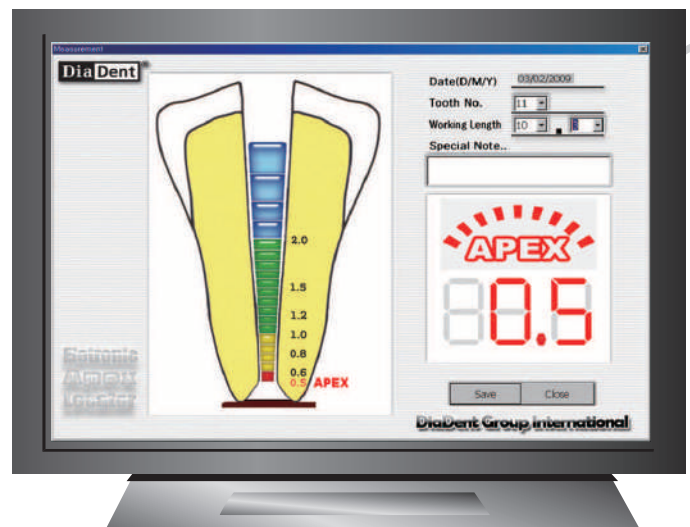 Measurement
DiaDent®
Date(D/M/Y) 03/02/2009
Tooth No. 11
Working Length 10 .
Special Note..
2.0
1.5
1.2
1.0
0.8
0.6
0.5 APEX
APEX
0.5
Save Close
DiaDent Group International